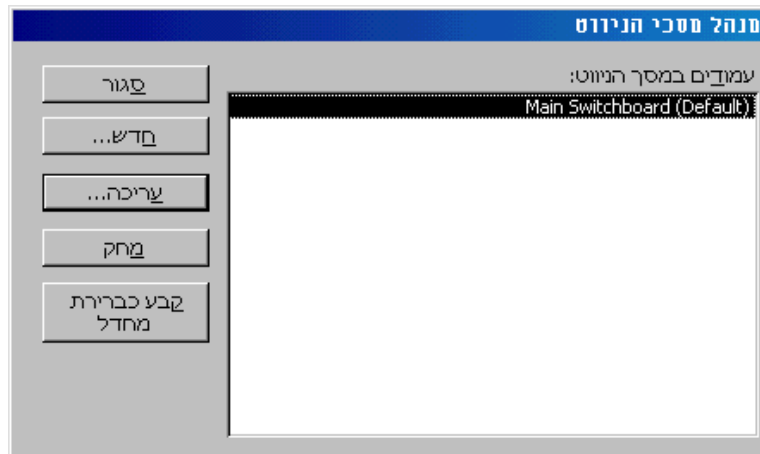 מנהל מסכי הניווט
עמודים במסך הניווט:
Main Switchboard (Default)
סגור
חדש...
עריכה...
מחק
קבע כברירת
מחדל